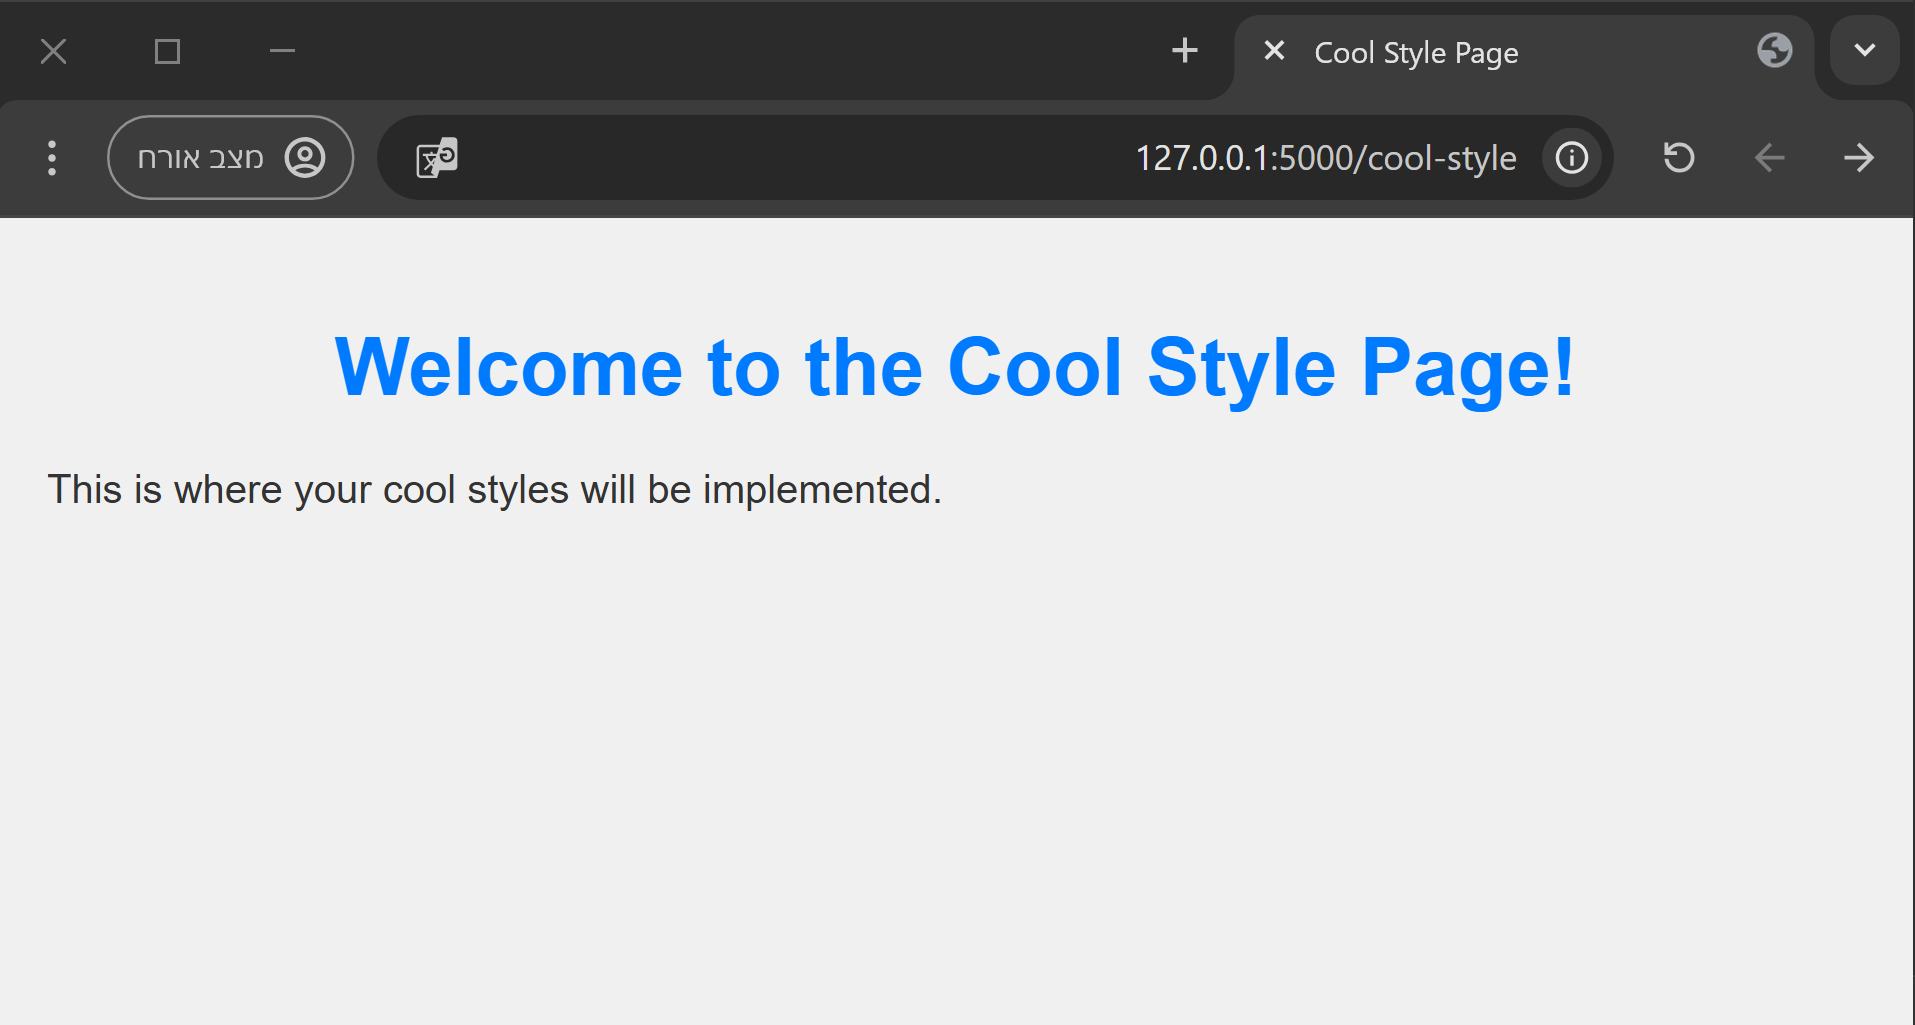 Cool Style Page
127.0.0.1:5000/cool-style
מצב אורח
Welcome to the Cool Style Page!
This is where your cool styles will be implemented.